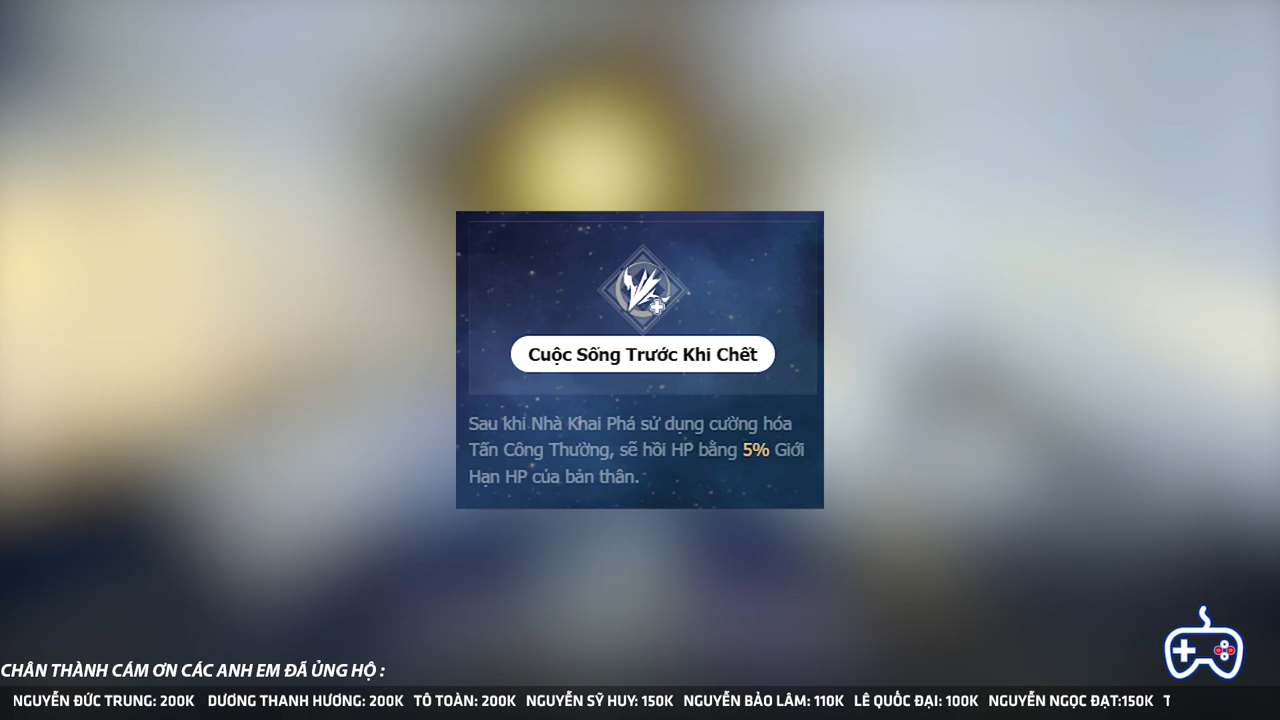 Cuộc Sống Trước Khi Chết
Sau khi Nhà Khai Phá sử dụng cường hóa
Tấn Công Thường, sẽ hồi HP bằng 5% Giới
Hạn HP của bản thân.
CHÂN THÀNH CÁM ƠN CÁC ANH EM ĐÃ ỦNG HỘ :
NGUYỄN ĐỨC TRUNG: 200K DƯƠNG THANH HƯƠNG: 200K TÔ TOÀN: 200K NGUYỄN SỸ HUY: 150K NGUYỄN BẢO LÂM: 110K LÊ QUỐC ĐẠI: 100K NGUYỄN NGỌC ĐẠT:150K